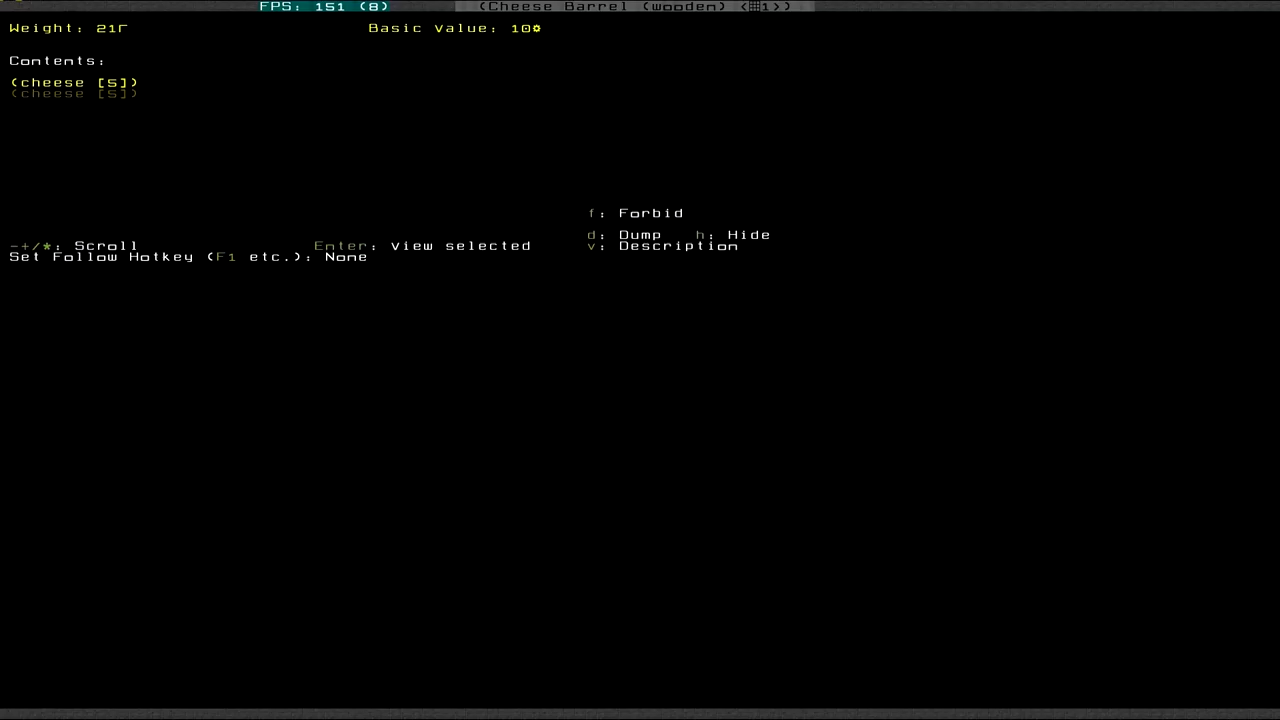 FPS: 151 (8) (Cheese Barrel (wooden) <▦1>)
Weight: 21Γ Basic Value: 10☼
Contents:
(cheese [5])
(cheese [5])
f: Forbid
d: Dump h: Hide
-+/*: Scroll Enter: View selected v: Description
Set Follow Hotkey (F1 etc.): None